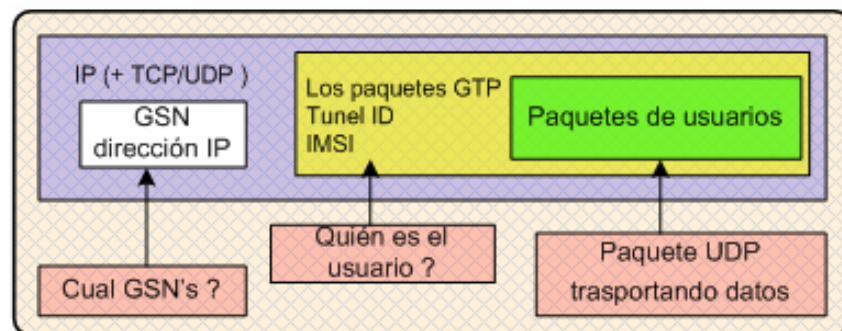 IP (+ TCP/UDP )
GSN
dirección IP
Los paquetes GTP
Tunel ID
IMSI
Paquetes de usuarios
Cual GSN's ?
Quién es el
usuario ?
Paquete UDP
trasportando datos